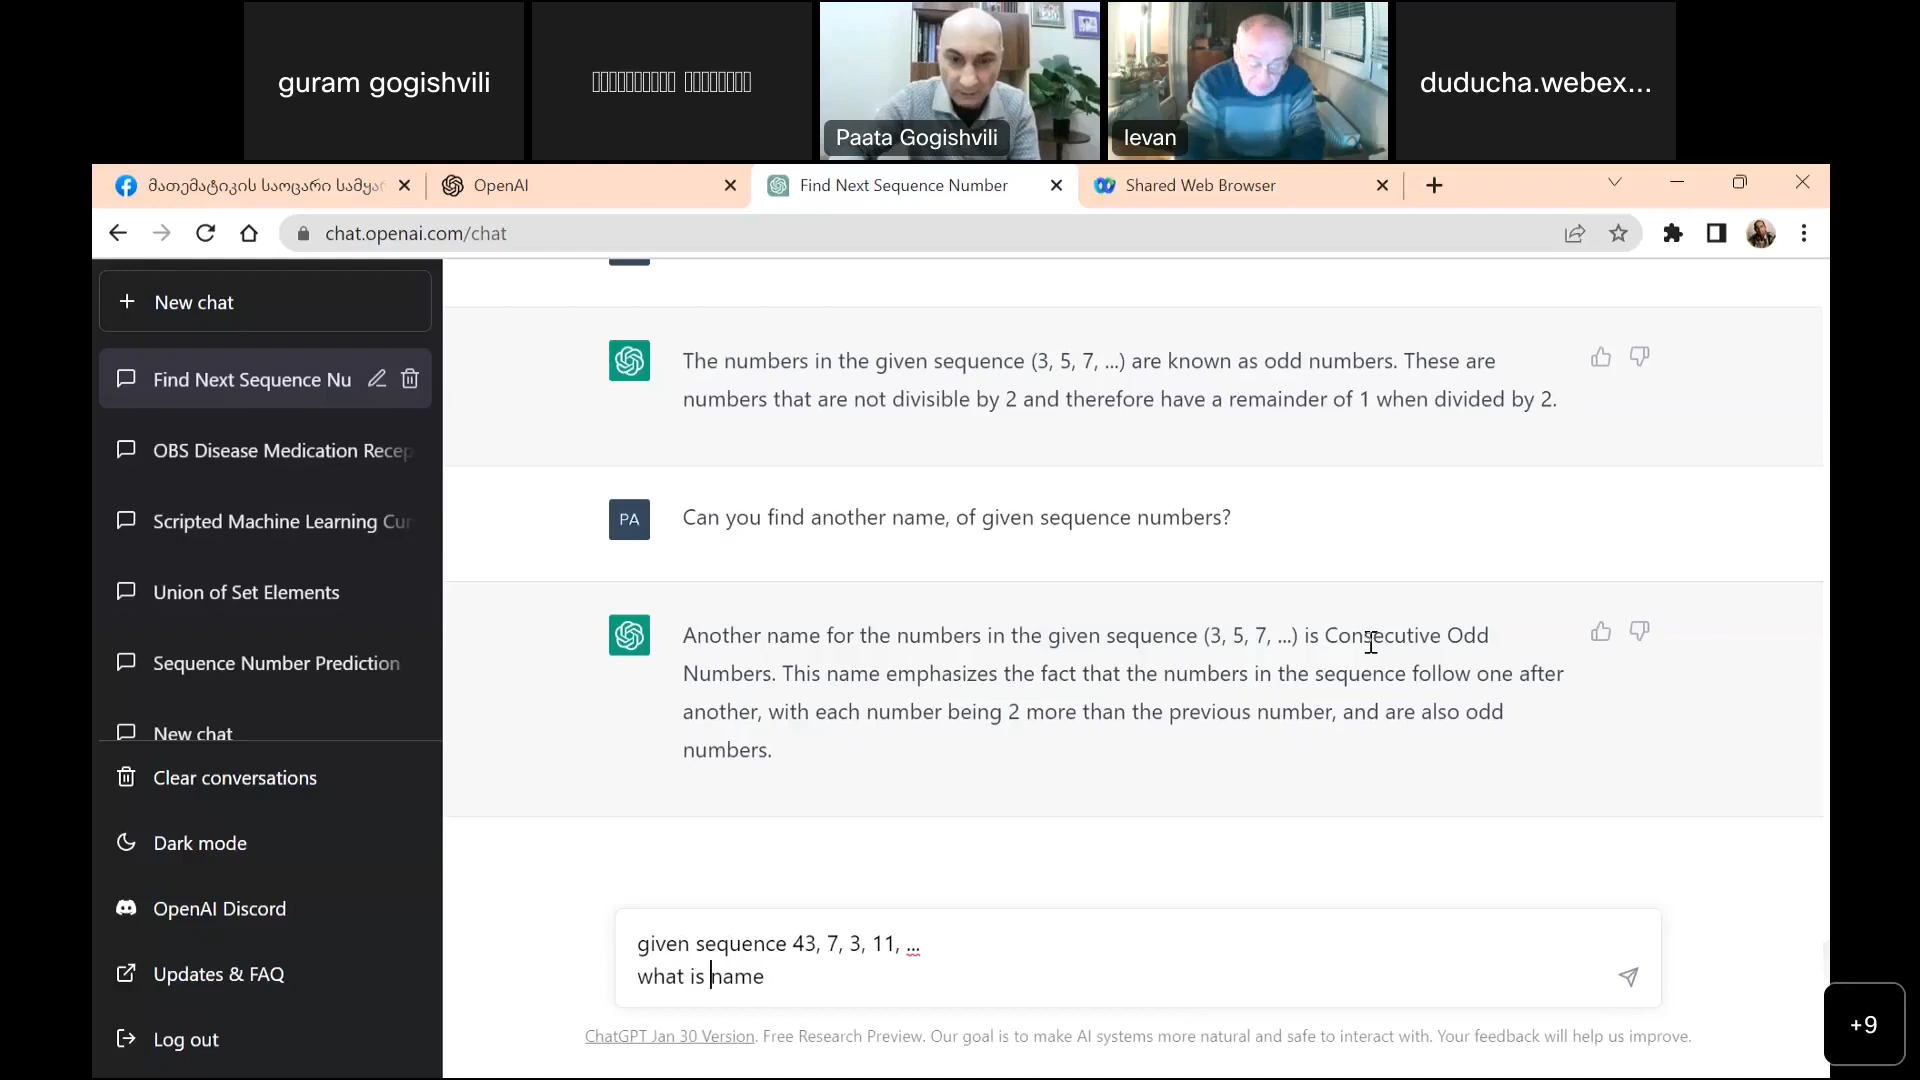 guram gogishvili
Paata Gogishvili
levan
duducha.webex...
მათემატიკის საოცარი სამყა
OpenAI
Find Next Sequence Number
Shared Web Browser
chat.openai.com/chat
New chat
Find Next Sequence Nu
OBS Disease Medication Recep
Scripted Machine Learning Cur
Union of Set Elements
Sequence Number Prediction
New chat
Clear conversations
Dark mode
OpenAI Discord
Updates & FAQ
Log out
The numbers in the given sequence (3, 5, 7, ...) are known as odd numbers. These are
numbers that are not divisible by 2 and therefore have a remainder of 1 when divided by 2.
PA
Can you find another name, of given sequence numbers?
Another name for the numbers in the given sequence (3, 5, 7, ...) is Consecutive Odd
Numbers. This name emphasizes the fact that the numbers in the sequence follow one after
another, with each number being 2 more than the previous number, and are also odd
numbers.
given sequence 43, 7, 3, 11, ...
what is name
ChatGPT Jan 30 Version. Free Research Preview. Our goal is to make AI systems more natural and safe to interact with. Your feedback will help us improve.
+9